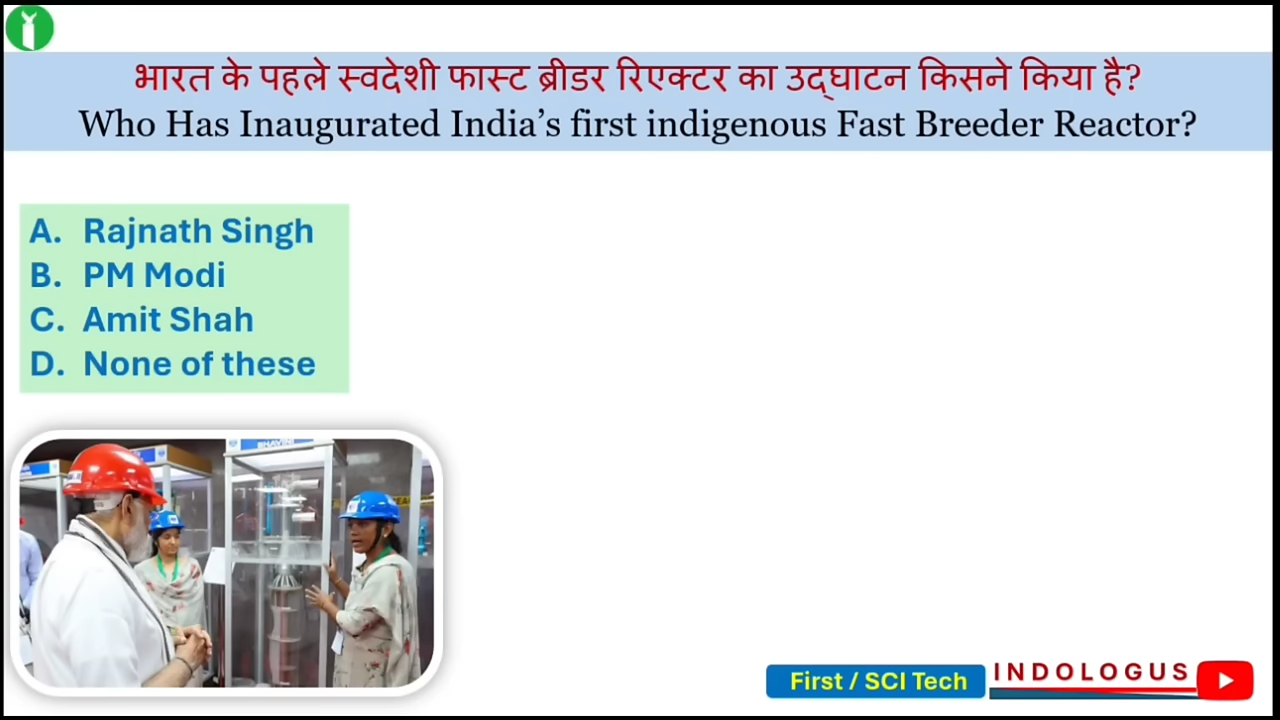 भारत के पहले स्वदेशी फास्ट ब्रीडर रिएक्टर का उद्घाटन किसने किया है?
Who Has Inaugurated India’s first indigenous Fast Breeder Reactor?
A. Rajnath Singh
B. PM Modi
C. Amit Shah
D. None of these
BHAVINI
First / SCI Tech
INDOLOGUS